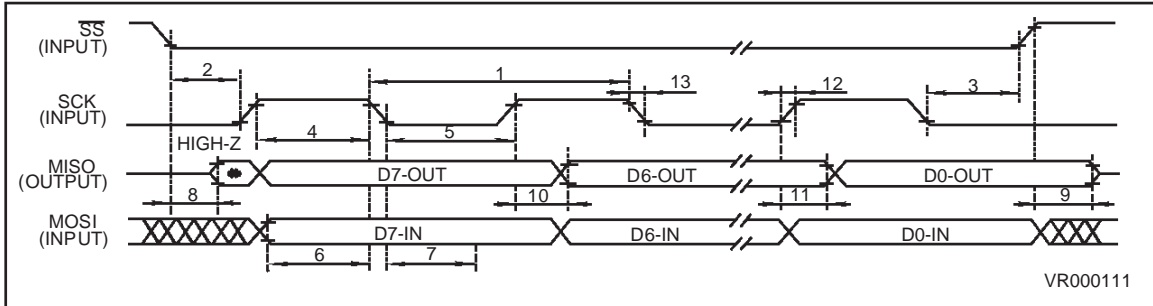 SS
(INPUT)
2
1
13
12
3
SCK
(INPUT)
4
5
HIGH-Z
MISO
(OUTPUT)
D7-OUT
D6-OUT
D0-OUT
8
10
11
9
MOSI
(INPUT)
D7-IN
D6-IN
D0-IN
6
7
VR000111